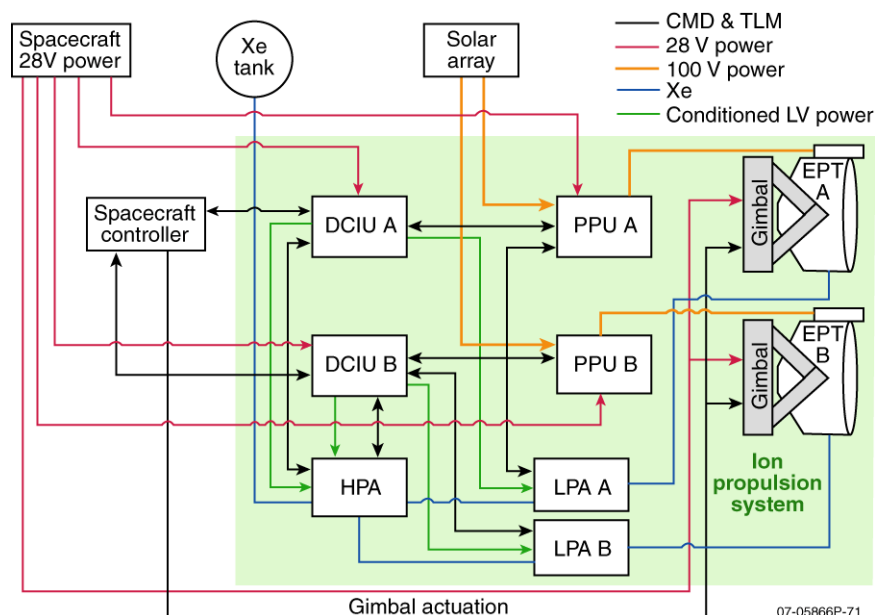 Spacecraft
28V power
Xe
tank
Solar
array
CMD & TLM
28 V power
100 V power
Xe
Conditioned LV power
Spacecraft
controller
DCIU A
PPU A
Gimbal
EPT
A
DCIU B
PPU B
Gimbal
EPT
B
HPA
LPA A
LPA B
Ion
propulsion
system
Gimbal actuation
07-05866P-71